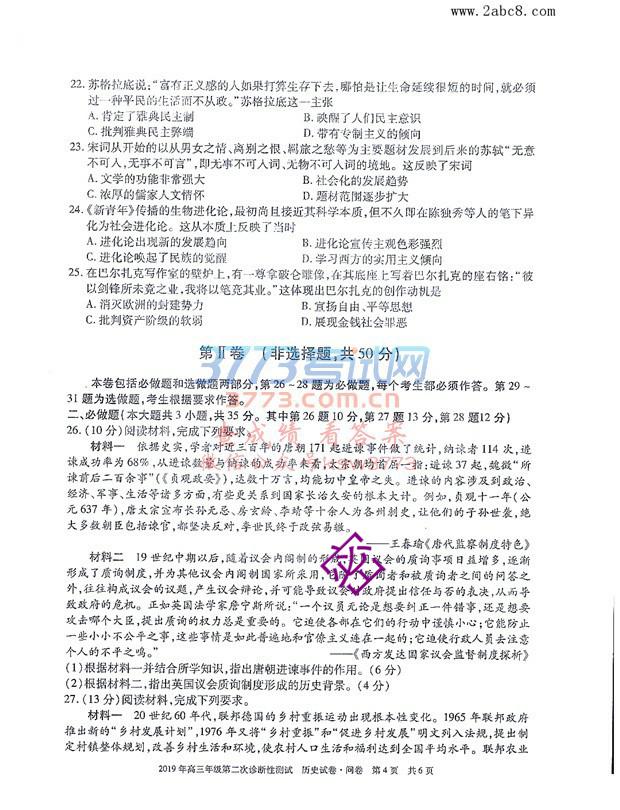 www.2abc8.com
22. 苏格拉底说:“富有正义感的人如果打算生存下去,哪怕是让生命延续很短的时间,就必须
过一种平民的生活而不从政。”苏格拉底这一主张
A. 肯定了雅典民主制 B. 唤醒了人们民主意识
C. 批判雅典民主弊端 D. 带有专制主义的倾向
23. 宋词从开始的以从男女之情、离别之恨、羁旅之愁等为主要题材发展到后来的苏轼“无意
不可人,无事不可言”,即无事不可入词、无物不可入词的境地。这反映了宋词
A. 文学的功能非常强大 B. 社会化的发展趋势
C. 浓厚的儒家人文情怀 D. 题材范围逐步扩大
24.《新青年》传播的生物进化论,最初尚且接近其科学本质,但不久即在陈独秀等人的笔下异
化为社会进化论。这从本质上反映了当时
A. 进化论出现新的发展趋向 B. 进化论宣传主观色彩强烈
C. 进化论唤起了民族的觉醒 D. 学习西方的实用主义倾向
25. 在巴尔扎克写作室的壁炉上,有一尊拿破仑雕像,在其底座上写着巴尔扎克的座右铭:“彼
以剑锋所未竟之业,我将以笔竟其业。”这体现出巴尔扎克的创作动机是
A. 消灭欧洲的封建势力 B. 宣扬自由、平等思想
C. 批判资产阶级的软弱 D. 展现金钱社会罪恶
第Ⅱ卷 (非选择题,共50分)
3773考试网
本卷包括必做题和选做题两部分,第26~28题为必做题,每个考生都必须作答。第29~
31题为选做题,考生根据要求作答。
二、必做题(本大题共3小题,共35分。其中第26题10分,第27题13分,第28题12分)
26. (10分)阅读材料,完成下列要求。
材料一 依据史实,学者对近三百年的唐朝171起进谏事件做了统计,纳谏者114次,进
谏成功率为68%,从进谏数量与纳谏的成功率来看,太宗朝均首屈一指:进谏37起,魏徵“所
谏前后二百余事”(《贞观政要》),达数十万言,均能切中皇帝之失。进谏的内容涉及到政治、
经济、军事、生活等诸多方面,有些更关系到国家长治久安的根本大计。例如,贞观十一年(公
元637年),唐太宗宣布长孙无忌、房玄龄、李靖等十余人为各州刺史,让他们的子孙世袭,绝
大多数朝臣包括谏官,都坚决反对,李世民终于改弦易辙。
——王春瑜《唐代监察制度特色》
材料二 19世纪中期以后,随着议会内阁制的形成,英国议会的质询事项日益增多,逐渐
形成了质询制度,并为其他议会内阁制国家所采用,它除了质询者和被质询者之间的问答之
外,往往构成议会的议题,产生议会辩论,并可能导致议会对政府提出信任与否的表决,从而导
致政府的危机。正如英国法学家詹宁斯所说:“一个议员无论是想要纠正一件错事,还是想要
攻击哪个大臣,提出质询的权力总是重要的。它迫使各部在它们的行动中谨慎小心;它能防止
一些小小不公平之事,这些事情是如此普遍地和官僚主义连在一起的;它迫使行政人员去注意
个人的不平之鸣。” ——《西方发达国家议会监督制度探析》
密
(1)根据材料一并结合所学知识,指出唐朝进谏事件的作用。(6分)
(2)根据材料二,指出英国议会质询制度形成的历史背景。(4分)
27. (13分)阅读材料,完成下列要求。
材料一 20世纪60年代,联邦德国的乡村重振运动出现根本性变化。1965年联邦政府
推出新的“乡村发展计划”,1976年又将“乡村重振”和“促进乡村发展”明文列入法规,提出制
定村镇整体规划,改善生活和环境,使农村人口生活和福利达到全国平均水平。联邦农业
2019年高三年级第二次诊断性测试 历史试卷·问卷 第4页 共6页